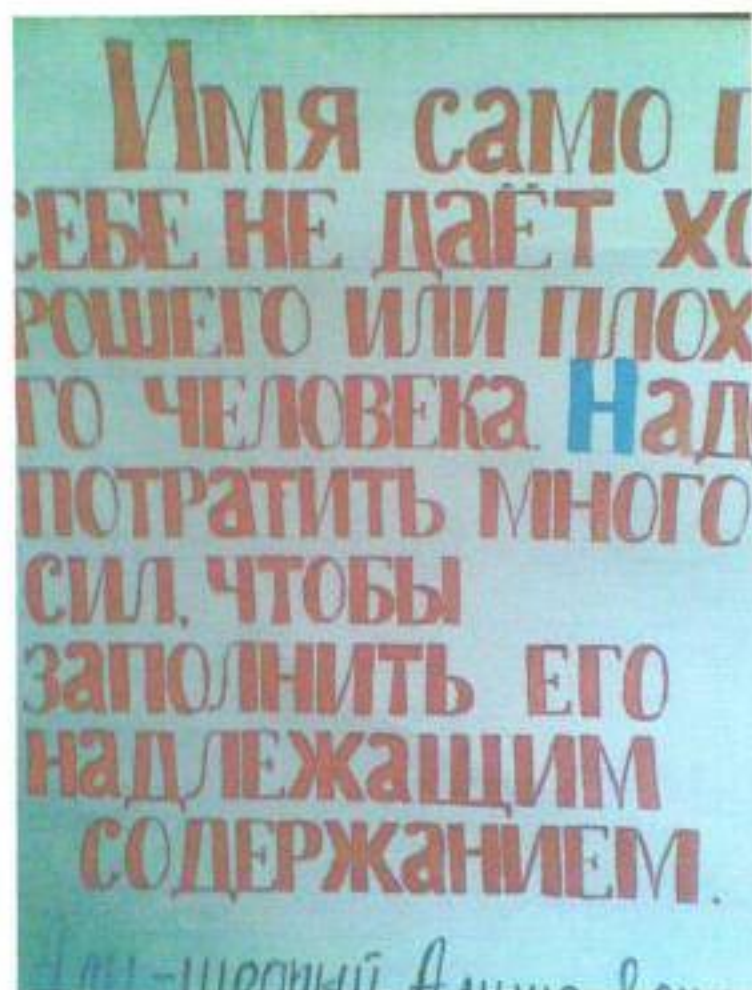 Имя само п
СЕБЕ НЕ ДаЁТ ХО
РОШЕГО ИЛИ ПЛОХ
ГО ЧЕЛОВЕКа. Над
ПОТРаТИТЬ МНОГО
СИЛ, ЧТОБЫ
ЗаПОЛНИТЬ ЕГО
НаДЛЕЖаЩИМ
СОДЕРЖаНИЕМ.